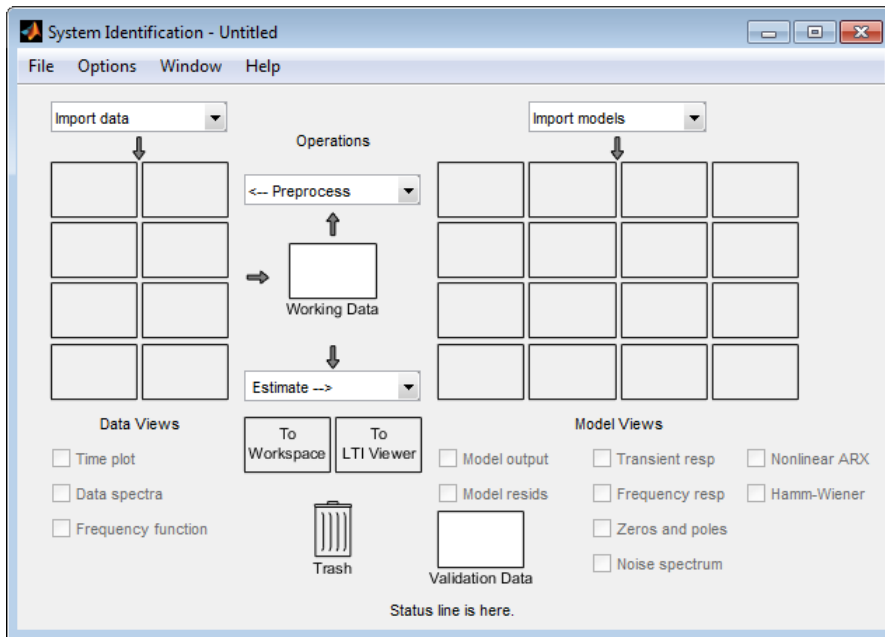 System Identification - Untitled
File Options Window Help
Import data
Import models
Operations
<-- Preprocess
Working Data
Estimate -->
Data Views
Time plot
Data spectra
Frequency function
To
Workspace
To
LTI Viewer
Trash
Model Views
Model output
Transient resp
Nonlinear ARX
Model resids
Frequency resp
Hamm-Wiener
Zeros and poles
Noise spectrum
Validation Data
Status line is here.